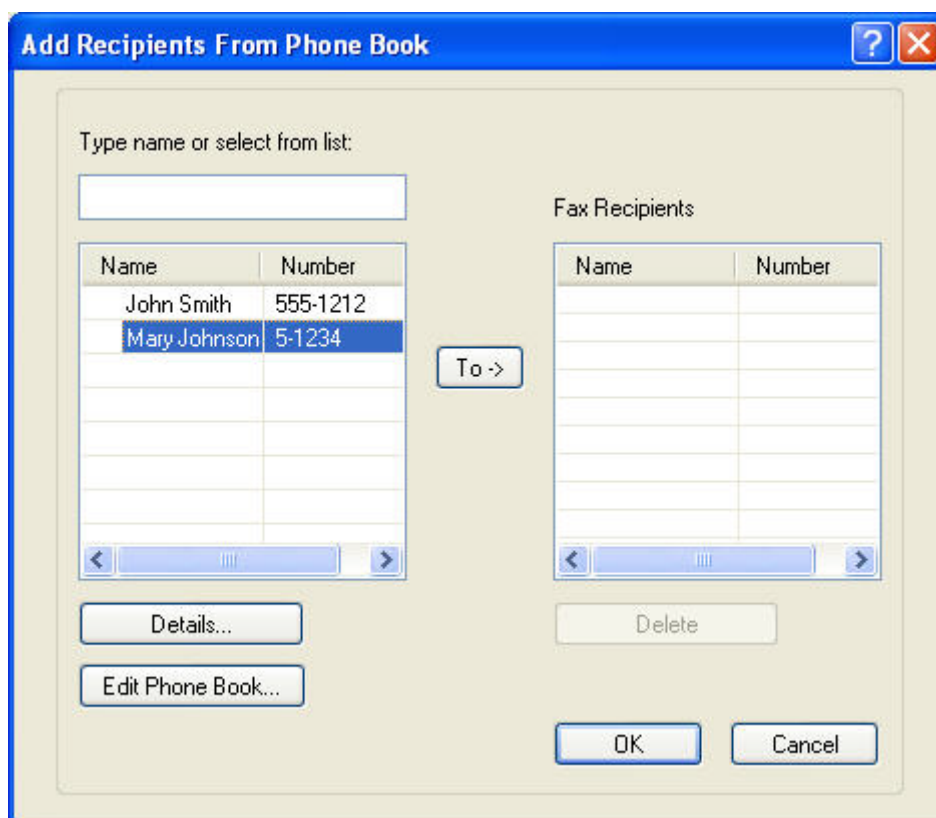 Add Recipients From Phone Book
Type name or select from list:
Fax Recipients
Name Number
John Smith 555-1212
Mary Johnson 5-1234
To ->
Name Number
Details...
Delete
Edit Phone Book...
OK Cancel